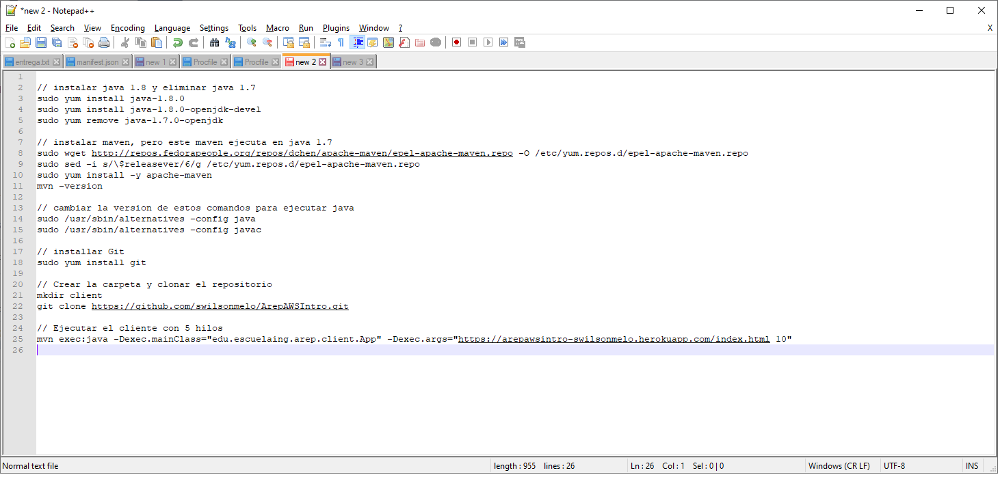 *new 2 - Notepad++
File Edit Search View Encoding Language Settings Tools Macro Run Plugins Window ? X
entrega.txt manifest.json new 1 Procfile Procfile new 2 new 3
1
2 // instalar java 1.8 y eliminar java 1.7
3 sudo yum install java-1.8.0
4 sudo yum install java-1.8.0-openjdk-devel
5 sudo yum remove java-1.7.0-openjdk
6
7 // instalar maven, pero este maven ejecuta en java 1.7
8 sudo wget http://repos.fedorapeople.org/repos/dchen/apache-maven/epel-apache-maven.repo -O /etc/yum.repos.d/epel-apache-maven.repo
9 sudo sed -i s/\$releasever/6/g /etc/yum.repos.d/epel-apache-maven.repo
10 sudo yum install -y apache-maven
11 mvn –version
12
13 // cambiar la version de estos comandos para ejecutar java
14 sudo /usr/sbin/alternatives –config java
15 sudo /usr/sbin/alternatives –config javac
16
17 // installar Git
18 sudo yum install git
19
20 // Crear la carpeta y clonar el repositorio
21 mkdir client
22 git clone https://github.com/swilsonmelo/ArepAWSIntro.git
23
24 // Ejecutar el cliente con 5 hilos
25 mvn exec:java -Dexec.mainClass="edu.escuelaing.arep.client.App" -Dexec.args="https://arepawsintro-swilsonmelo.herokuapp.com/index.html 10"
26
Normal text file length : 955 lines : 26 Ln : 26 Col : 1 Sel : 0 | 0 Windows (CR LF) UTF-8 INS